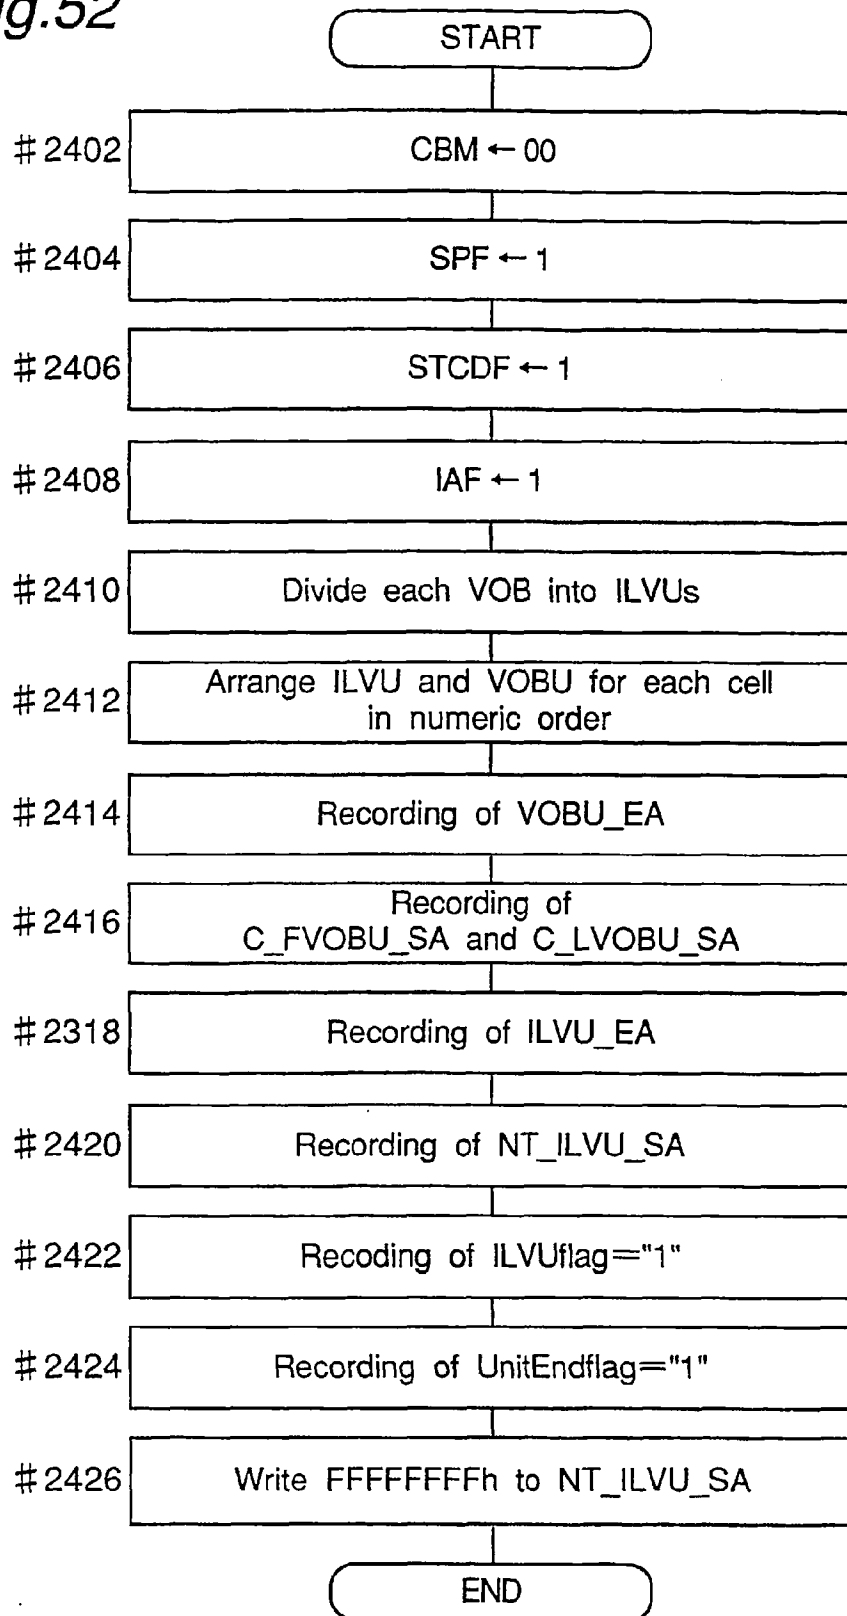 ig.52
START
#2402 CBM ← 00
#2404 SPF ← 1
#2406 STCDF ← 1
#2408 IAF ← 1
#2410 Divide each VOB into ILVUs
#2412 Arrange ILVU and VOBU for each cell
in numeric order
#2414 Recording of VOBU_EA
#2416 Recording of
C_FVOBU_SA and C_LVOBU_SA
#2318 Recording of ILVU_EA
#2420 Recording of NT_ILVU_SA
#2422 Recoding of ILVUflag="1"
#2424 Recording of UnitEndflag="1"
#2426 Write FFFFFFFFh to NT_ILVU_SA
END